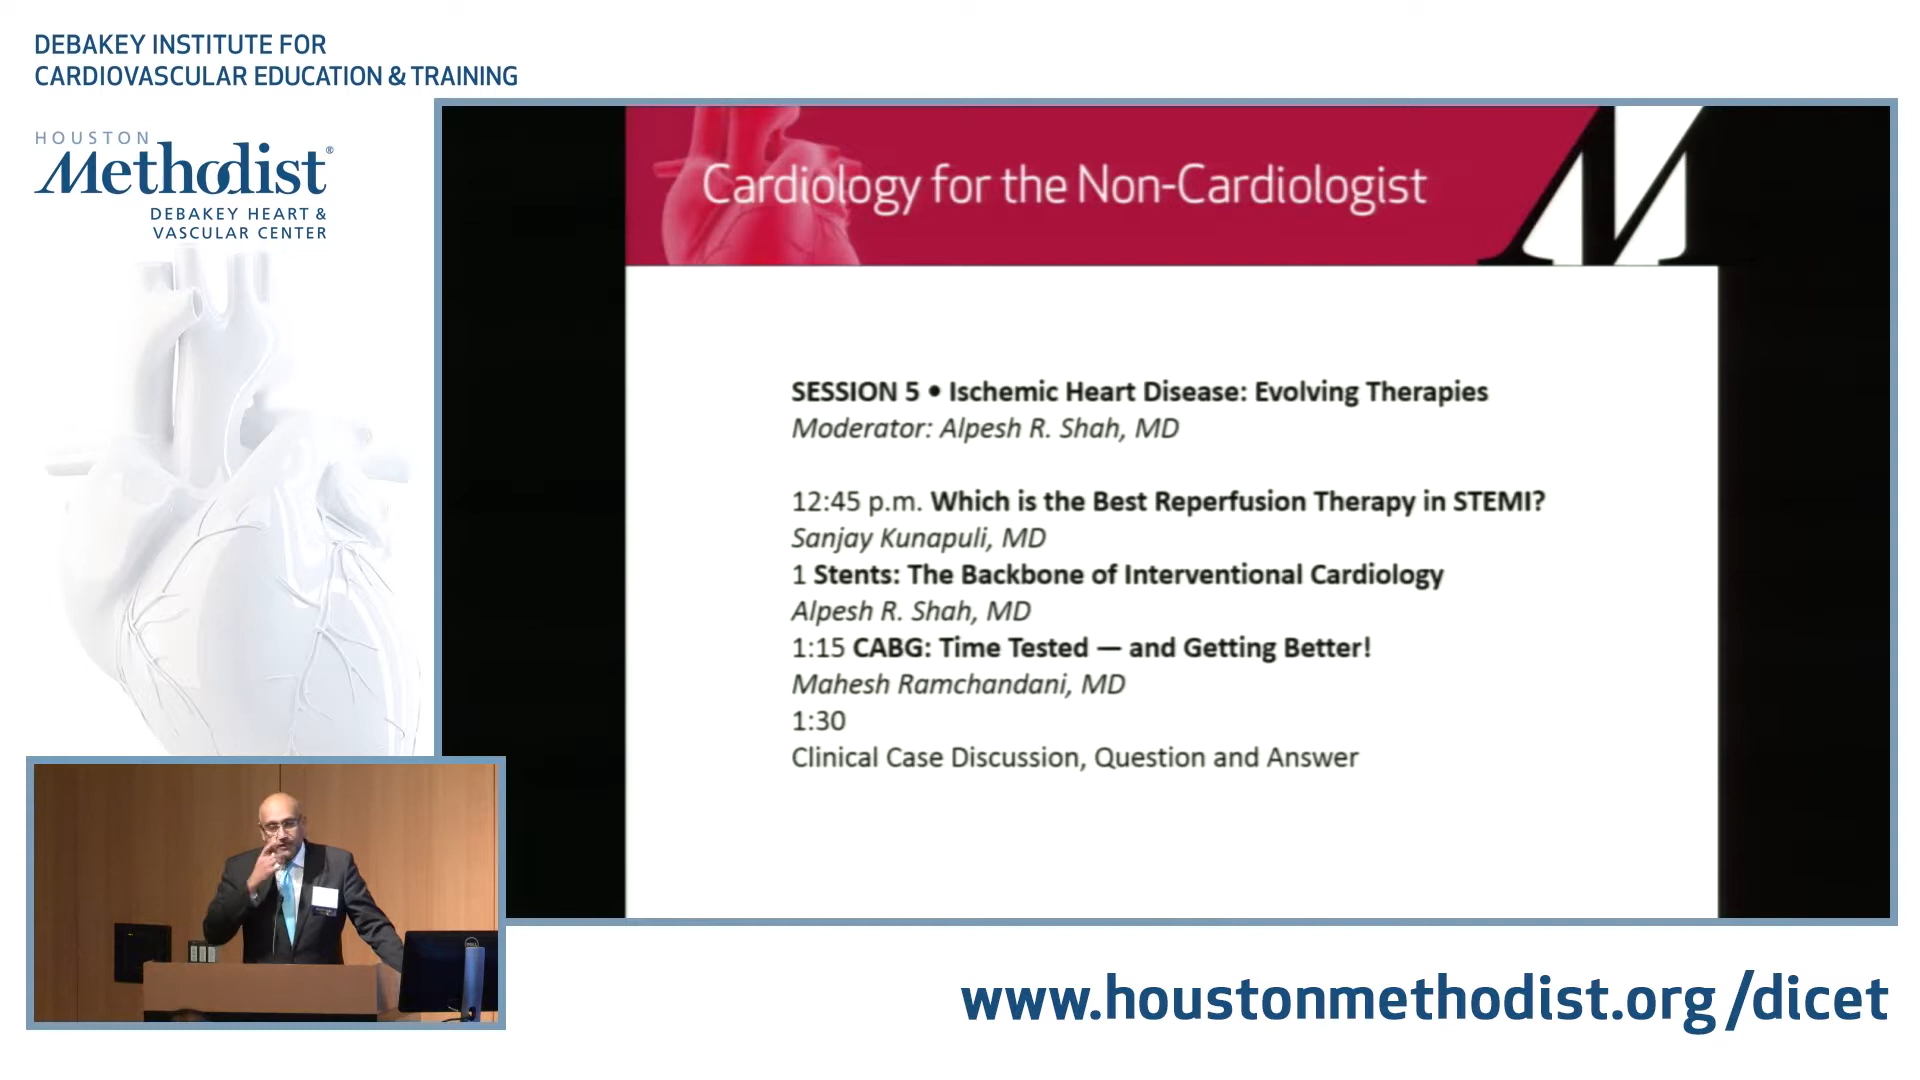 DEBAKEY INSTITUTE FOR
CARDIOVASCULAR EDUCATION & TRAINING
HOUSTON
Methodist®
DEBAKEY HEART &
VASCULAR CENTER
Cardiology for the Non-Cardiologist
M
SESSION 5 • Ischemic Heart Disease: Evolving Therapies
Moderator: Alpesh R. Shah, MD
12:45 p.m. Which is the Best Reperfusion Therapy in STEMI?
Sanjay Kunapuli, MD
1 Stents: The Backbone of Interventional Cardiology
Alpesh R. Shah, MD
1:15 CABG: Time Tested — and Getting Better!
Mahesh Ramchandani, MD
1:30
Clinical Case Discussion, Question and Answer
DELL
www.houstonmethodist.org/dicet